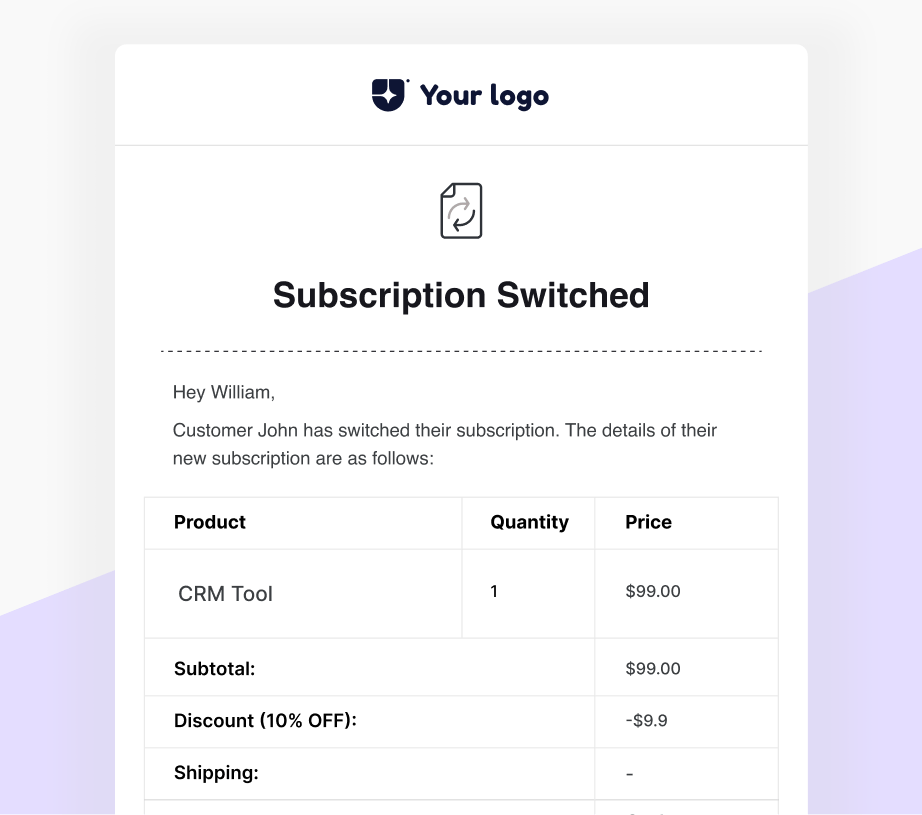 Your logo
Subscription Switched
Hey William,
Customer John has switched their subscription. The details of their
new subscription are as follows:
Product Quantity Price
CRM Tool 1 $99.00
Subtotal: $99.00
Discount (10% OFF): -$9.9
Shipping: -